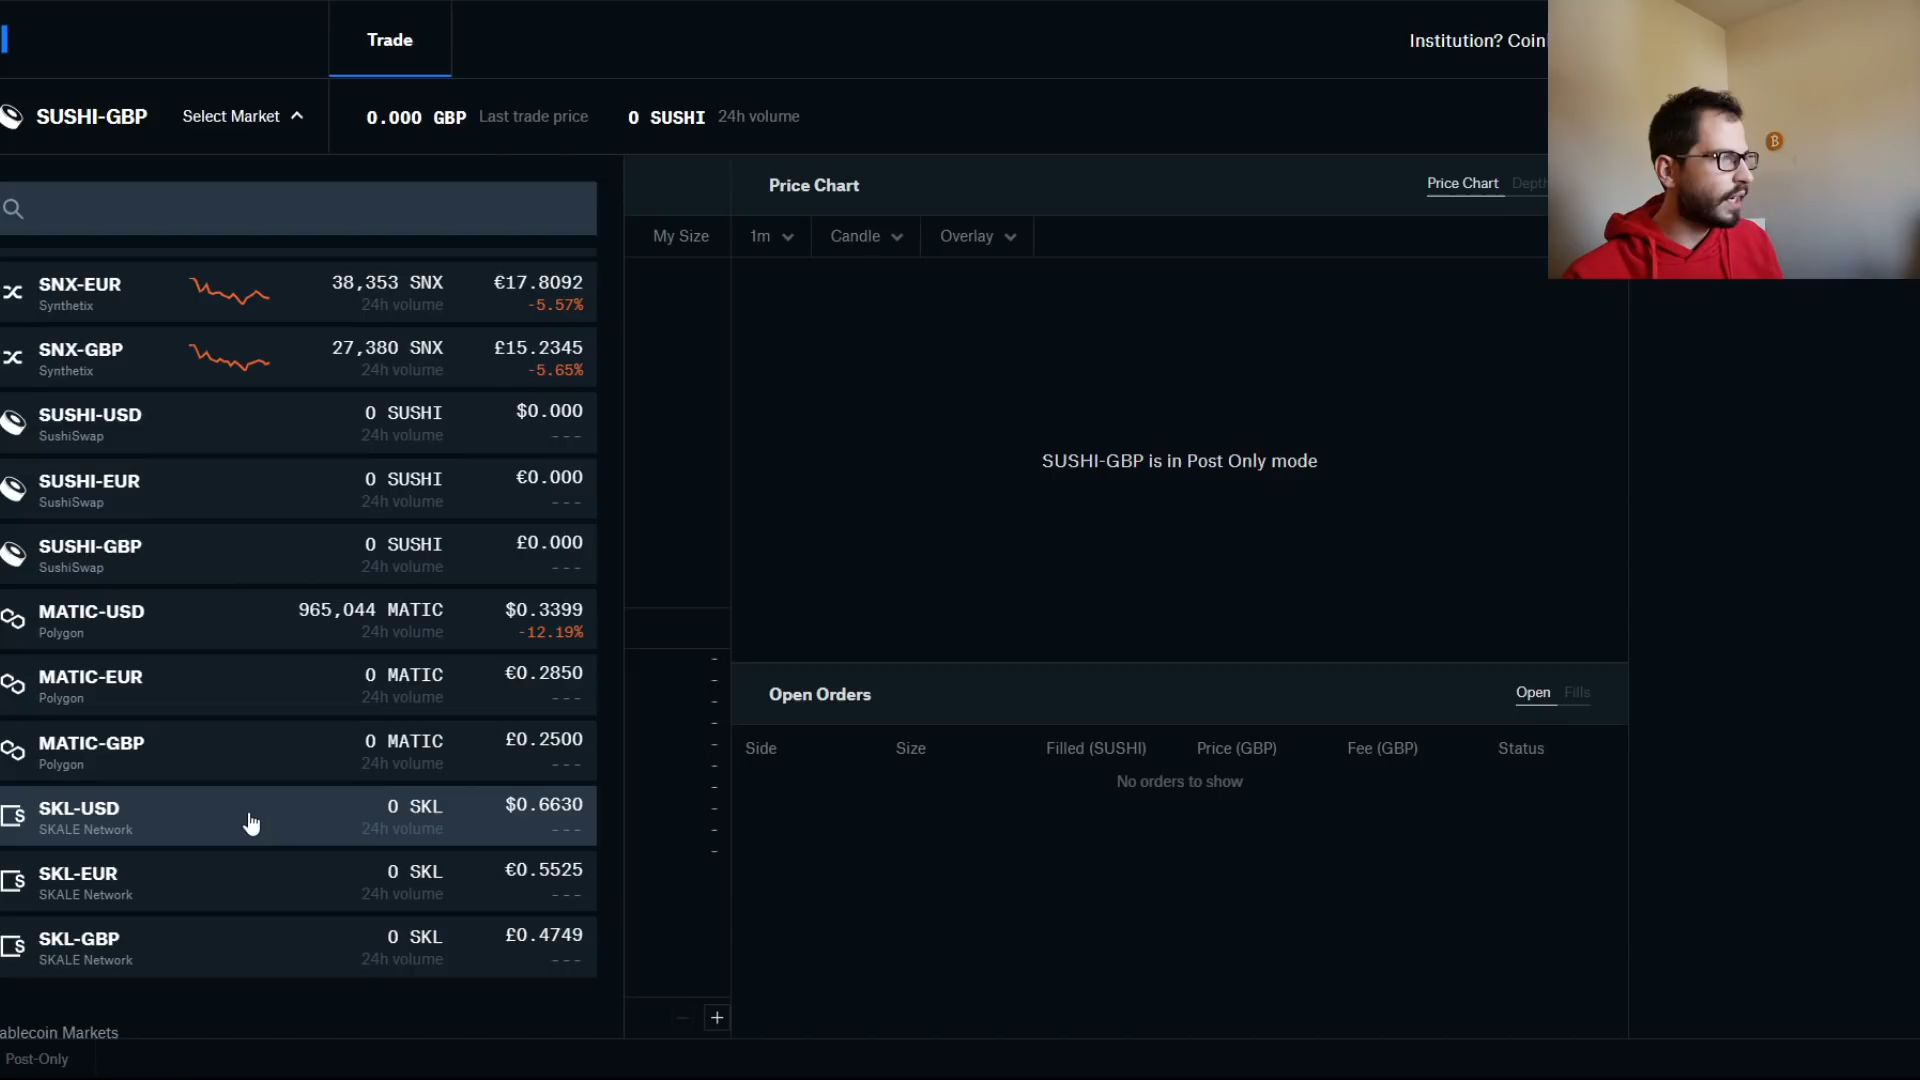 Trade
Institution? Coin
SUSHI-GBP Select Market
0.000 GBP Last trade price 0 SUSHI 24h volume
Price Chart
Price Chart Depth
My Size 1m Candle Overlay
SNX-EUR 38,353 SNX €17.8092
Synthetix 24h volume -5.57%
SNX-GBP 27,380 SNX £15.2345
Synthetix 24h volume -5.65%
SUSHI-USD 0 SUSHI $0.000
SushiSwap 24h volume ---
SUSHI-EUR 0 SUSHI €0.000
SushiSwap 24h volume ---
SUSHI-GBP 0 SUSHI £0.000
SushiSwap 24h volume ---
MATIC-USD 965,044 MATIC $0.3399
Polygon 24h volume -12.19%
MATIC-EUR 0 MATIC €0.2850
Polygon 24h volume ---
MATIC-GBP 0 MATIC £0.2500
Polygon 24h volume ---
SKL-USD 0 SKL $0.6630
SKALE Network 24h volume ---
SKL-EUR 0 SKL €0.5525
SKALE Network 24h volume ---
SKL-GBP 0 SKL £0.4749
SKALE Network 24h volume ---
ablecoin Markets
Post-Only
SUSHI-GBP is in Post Only mode
Open Orders
Open Fills
Side Size Filled (SUSHI) Price (GBP) Fee (GBP) Status
No orders to show